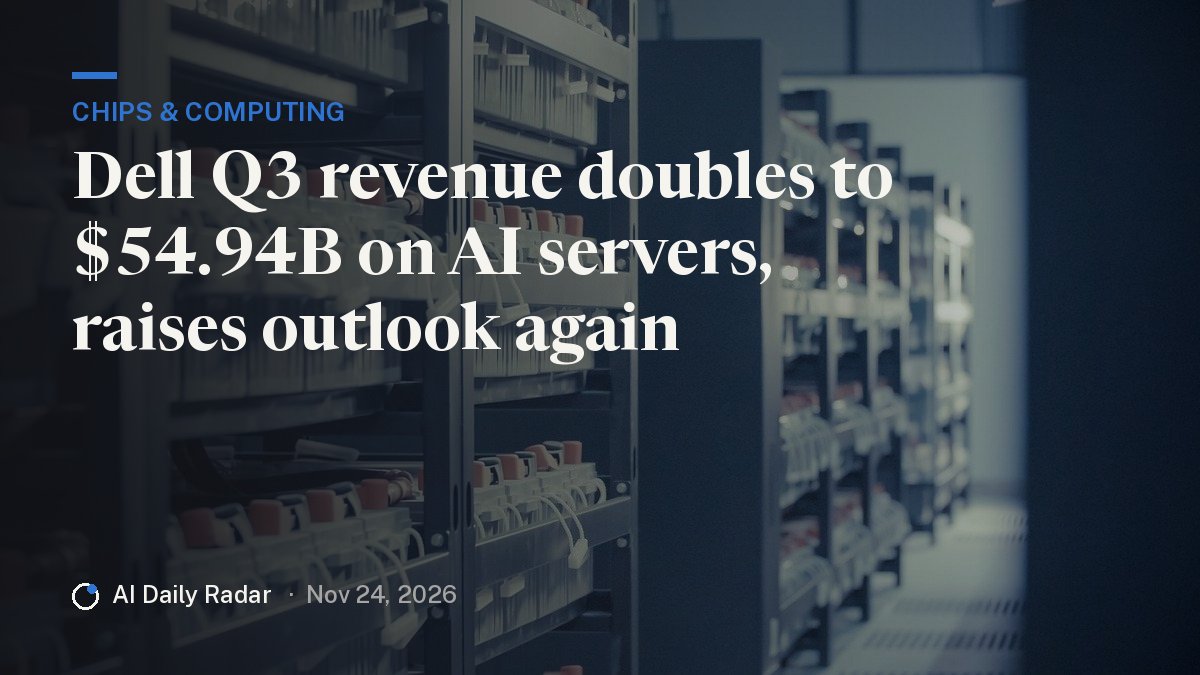 CHIPS & COMPUTING
Dell Q3 revenue doubles to
$54.94B on AI servers,
raises outlook again
AI Daily Radar · Nov 24, 2026